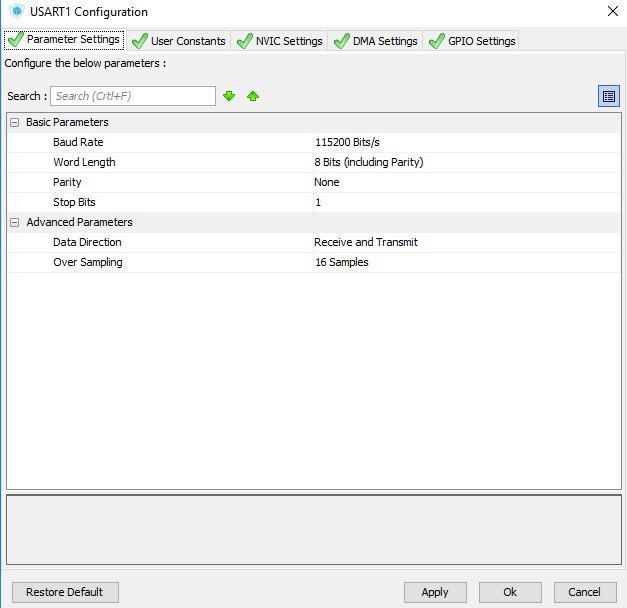 USART1 Configuration
Parameter Settings User Constants NVIC Settings DMA Settings GPIO Settings
Configure the below parameters :
Search : Search (Crtl+F)
Basic Parameters
Baud Rate 115200 Bits/s
Word Length 8 Bits (including Parity)
Parity None
Stop Bits 1
Advanced Parameters
Data Direction Receive and Transmit
Over Sampling 16 Samples
Restore Default Apply Ok Cancel